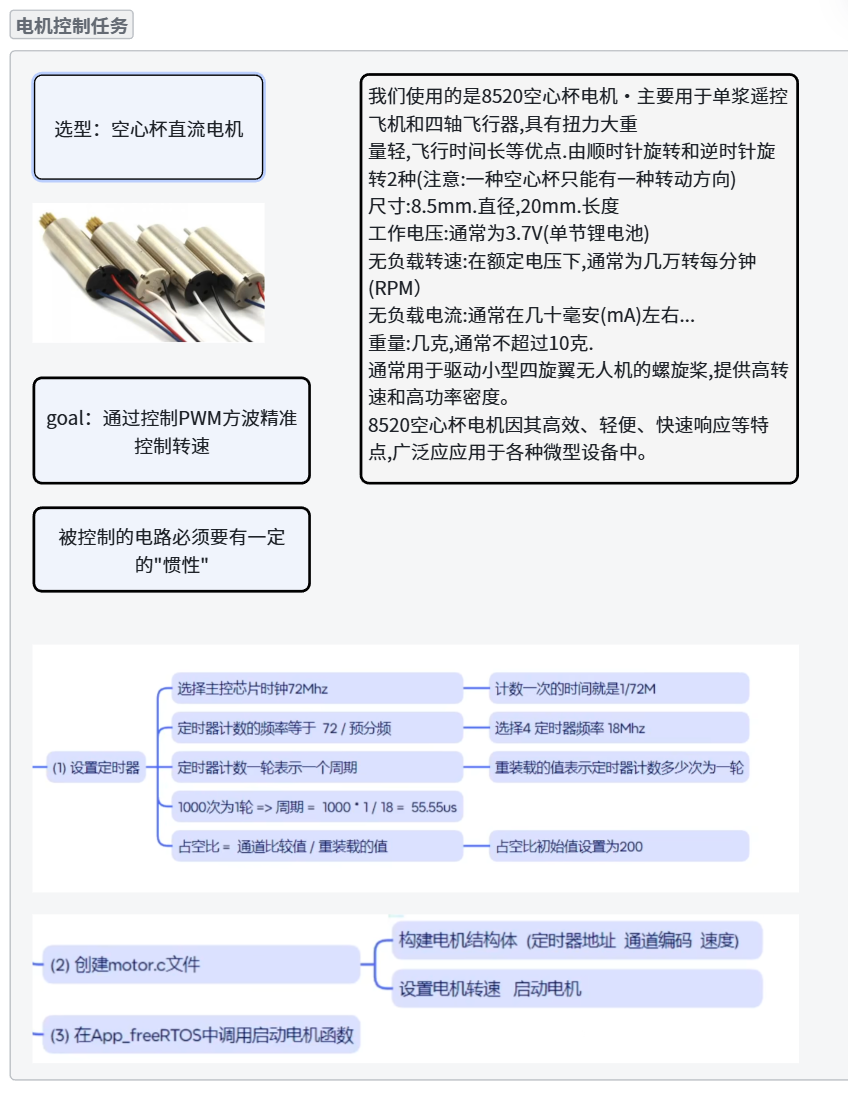 电机控制任务
选型：空心杯直流电机
我们使用的是8520空心杯电机·主要用于单浆遥控
飞机和四轴飞行器,具有扭力大重
量轻,飞行时间长等优点.由顺时针旋转和逆时针旋
转2种(注意:一种空心杯只能有一种转动方向)
尺寸:8.5mm.直径,20mm.长度
工作电压:通常为3.7V(单节锂电池)
无负载转速:在额定电压下,通常为几万转每分钟
(RPM）
无负载电流:通常在几十毫安(mA)左右...
重量:几克,通常不超过10克.
通常用于驱动小型四旋翼无人机的螺旋桨,提供高转
速和高功率密度。
8520空心杯电机因其高效、轻便、快速响应等特
点,广泛应应用于各种微型设备中。
goal：通过控制PWM方波精准
控制转速
被控制的电路必须要有一定
的"惯性"
(1) 设置定时器
选择主控芯片时钟72Mhz
计数一次的时间就是1/72M
定时器计数的频率等于 72 / 预分频
选择4 定时器频率 18Mhz
定时器计数一轮表示一个周期
重装载的值表示定时器计数多少次为一轮
1000次为1轮 => 周期 = 1000 * 1 / 18 = 55.55us
占空比 = 通道比较值 / 重装载的值
占空比初始值设置为200
(2) 创建motor.c文件
构建电机结构体 (定时器地址 通道编码 速度)
设置电机转速 启动电机
(3) 在App_freeRTOS中调用启动电机函数